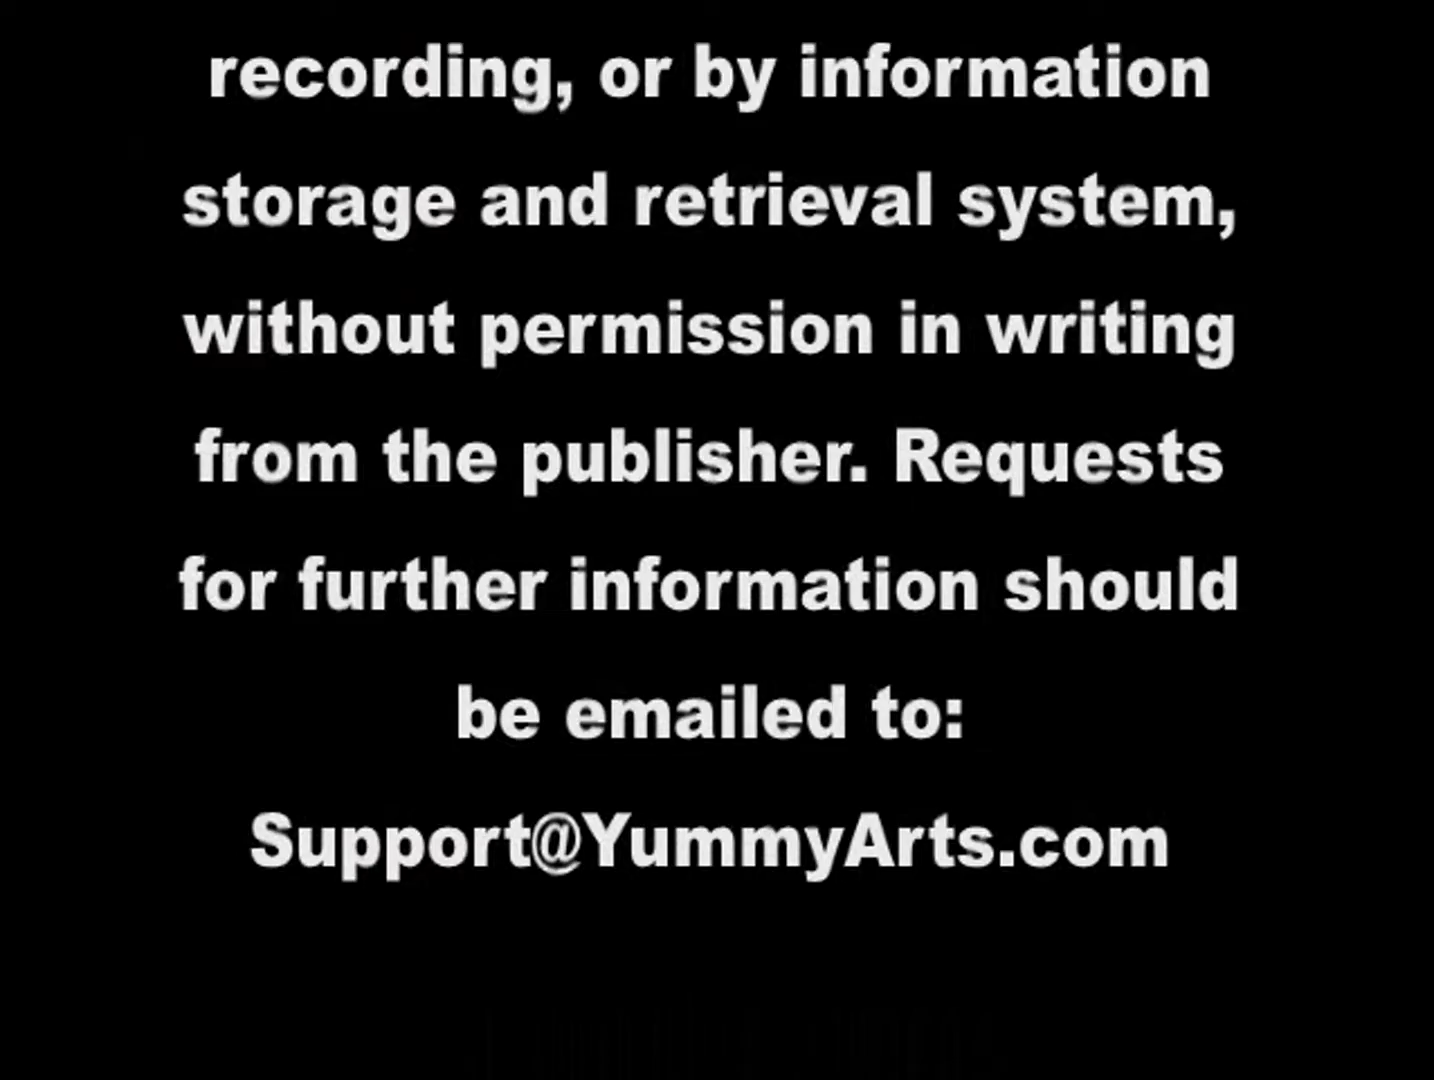 recording, or by information
storage and retrieval system,
without permission in writing
from the publisher. Requests
for further information should
be emailed to:
Support@YummyArts.com